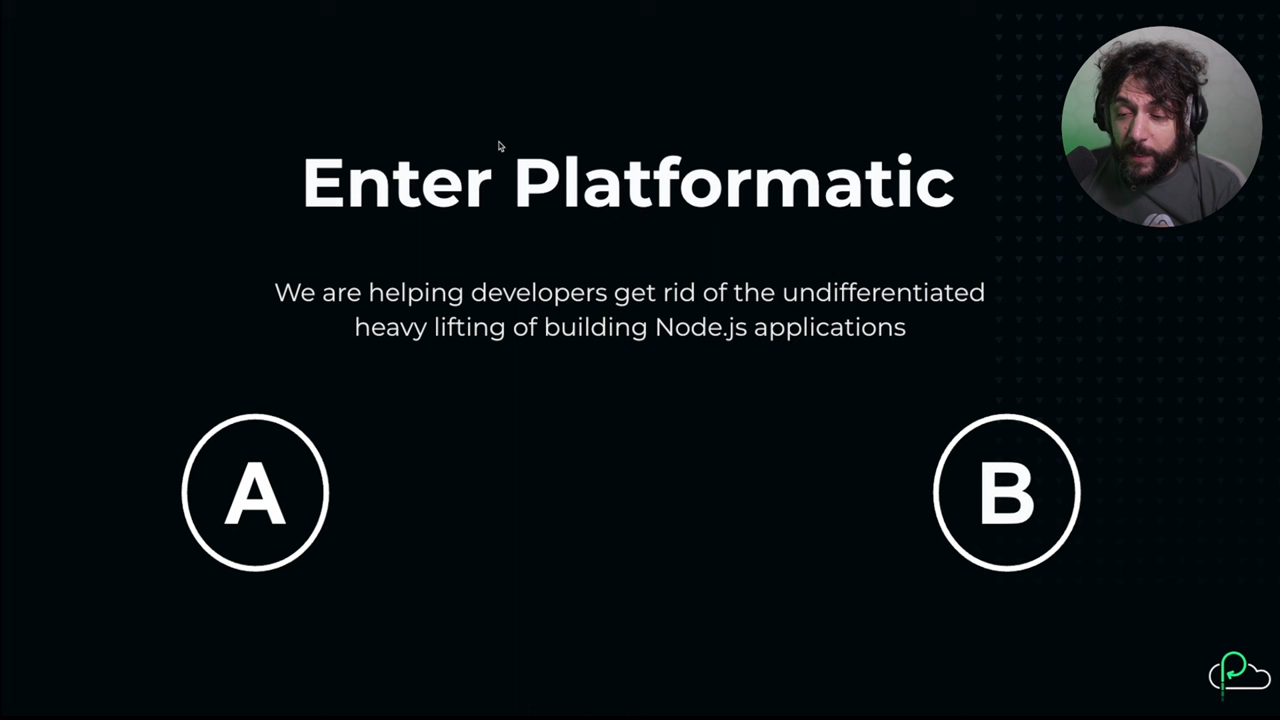 Enter Platformatic
We are helping developers get rid of the undifferentiated
heavy lifting of building Node.js applications
A
B